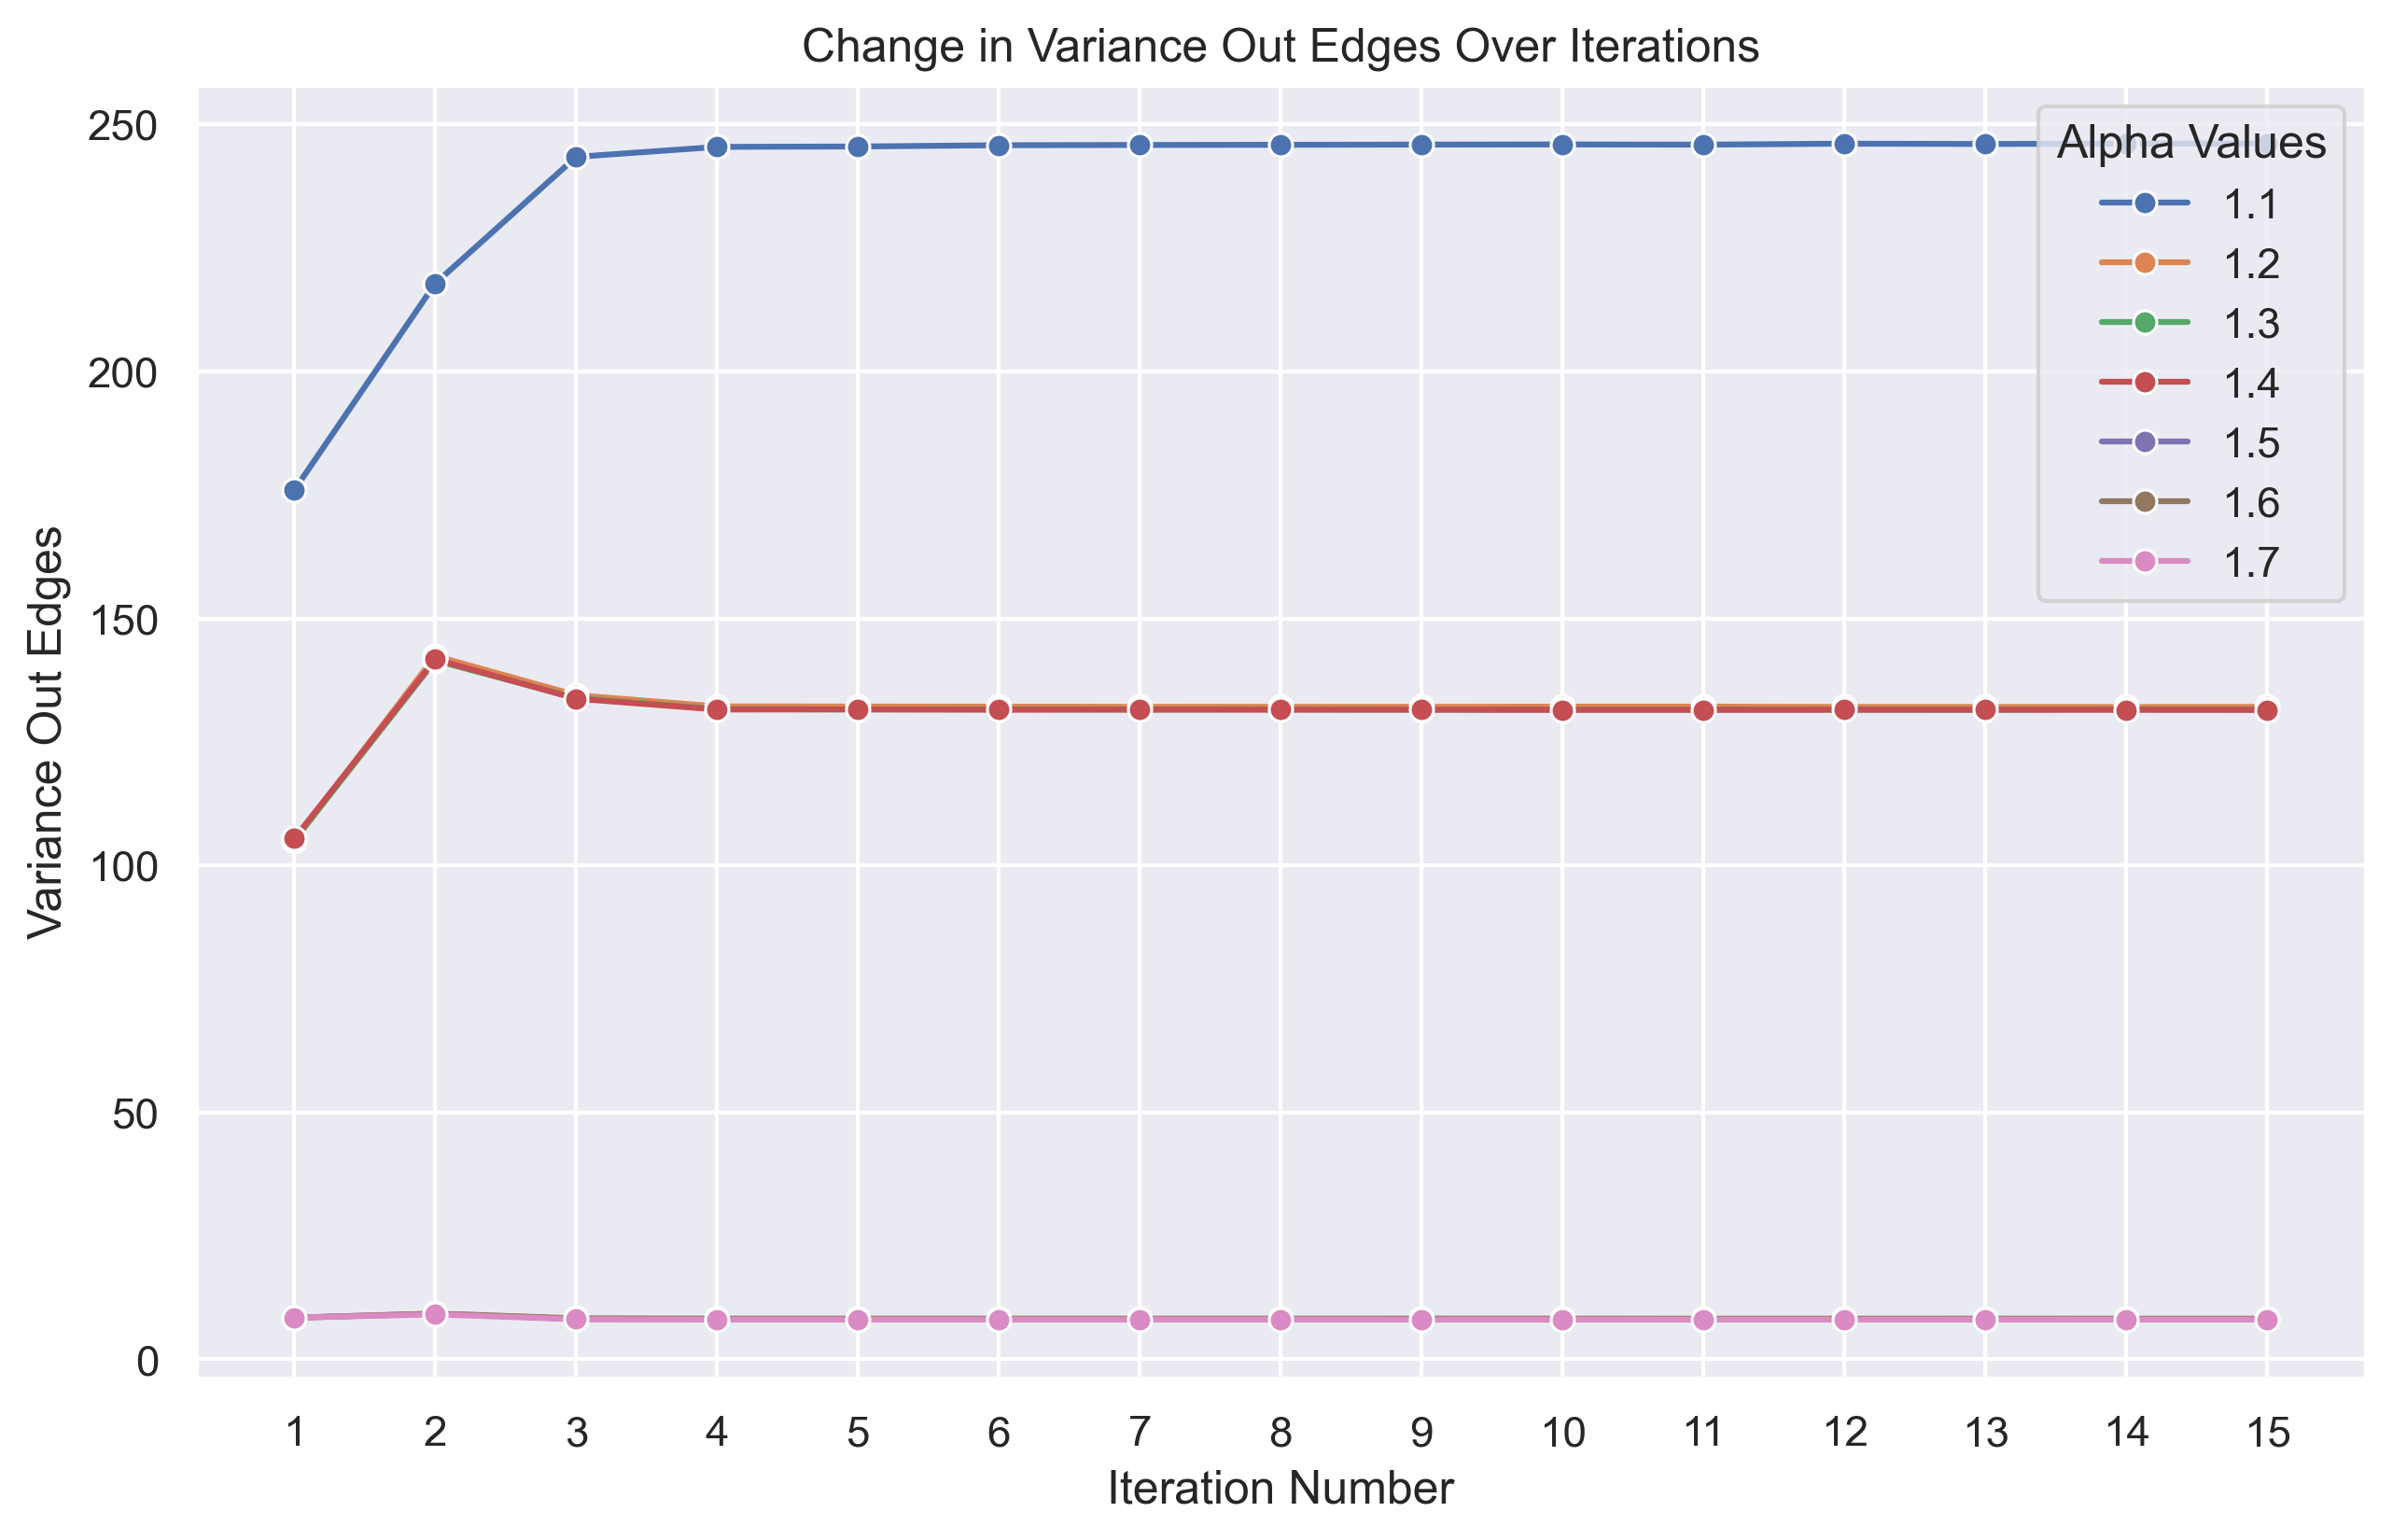 Change in Variance Out Edges Over Iterations
Variance Out Edges
250
200
150
100
50
0
Alpha Values
1.1
1.2
1.3
1.4
1.5
1.6
1.7
1 2 3 4 5 6 7 8 9 10 11 12 13 14 15
Iteration Number